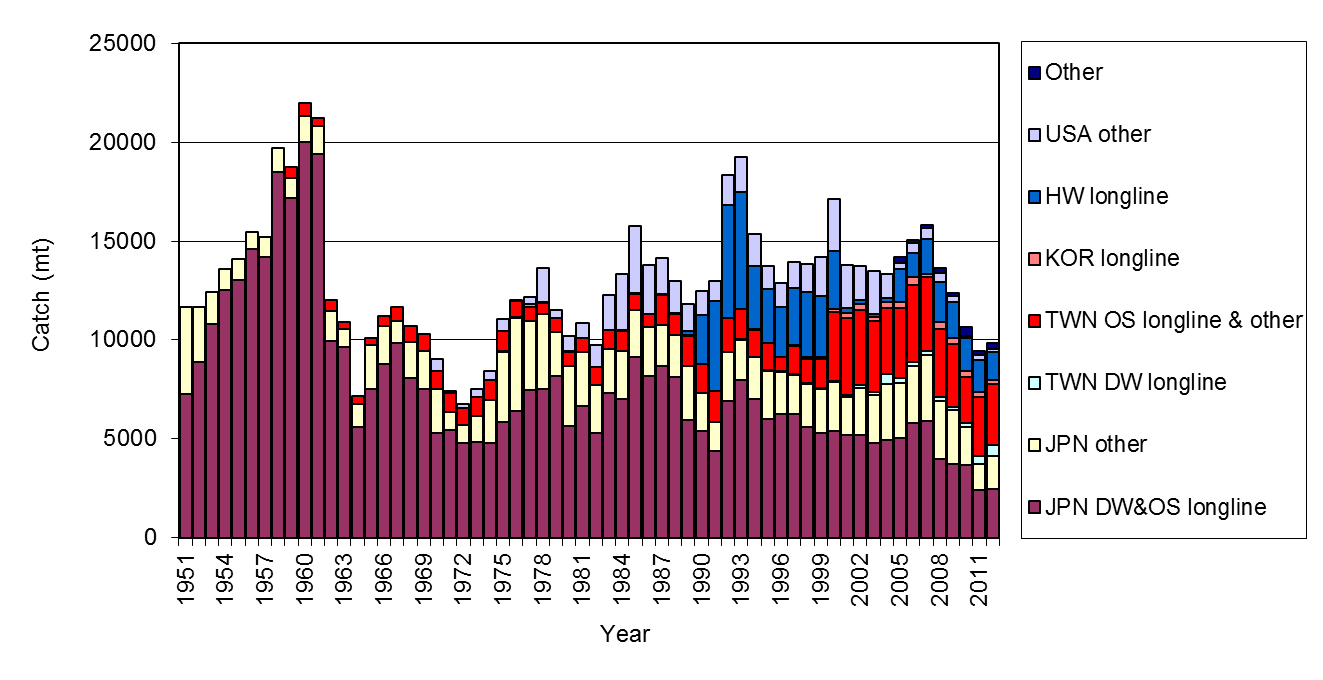 25000
20000
15000
10000
5000
0
Catch (mt)
1951
1954
1957
1960
1963
1966
1969
1972
1975
1978
1981
1984
1987
1990
1993
1996
1999
2002
2005
2008
2011
Year
Other
USA other
HW longline
KOR longline
TWN OS longline & other
TWN DW longline
JPN other
JPN DW&OS longline